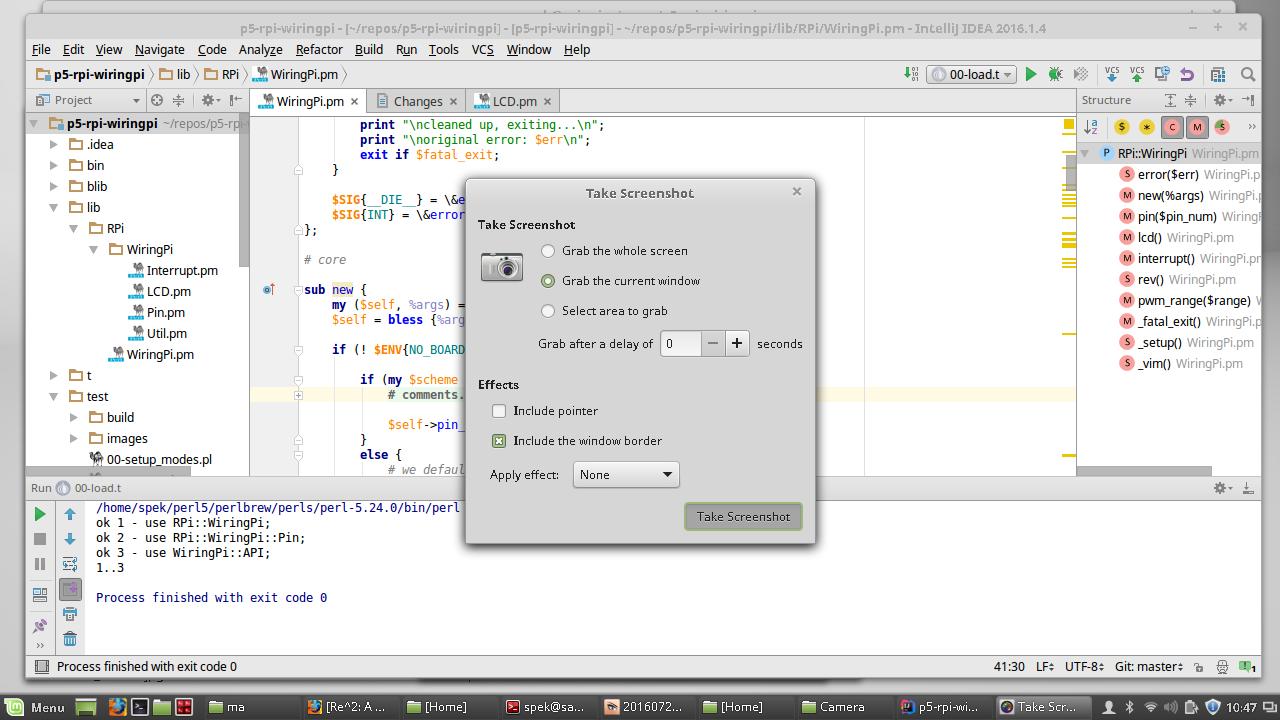 p5-rpi-wiringpi - [~/repos/p5-rpi-wiringpi] - [p5-rpi-wiringpi] - ~/repos/p5-rpi-wiringpi/lib/RPi/WiringPi.pm - IntelliJ IDEA 2016.1.4
File Edit View Navigate Code Analyze Refactor Build Run Tools VCS Window Help
p5-rpi-wiringpi lib RPi WiringPi.pm 00-load.t VCS VCS
Project WiringPi.pm Changes LCD.pm Structure
p5-rpi-wiringpi ~/repos/p5-rpi-
.idea
bin
blib
lib
RPi
WiringPi
Interrupt.pm
LCD.pm
Pin.pm
Util.pm
WiringPi.pm
t
test
build
images
00-setup_modes.pl
print "\ncleaned up, exiting...\n";
print "\noriginal error: $err\n";
exit if $fatal_exit;
}
$SIG{__DIE__} = \&e
$SIG{INT} = \&error
};
# core
sub new {
my ($self, %args) =
$self = bless {%arg
if (! $ENV{NO_BOARD
if (my $scheme
# comments.
$self->pin_
}
else {
# we defau
RPi::WiringPi WiringPi.pm
error($err) WiringPi.p
new(%args) WiringPi.p
pin($pin_num) WiringPi.p
lcd() WiringPi.pm
interrupt() WiringPi.pm
rev() WiringPi.pm
pwm_range($range) WiringPi.p
_fatal_exit() WiringPi.p
_setup() WiringPi.pm
_vim() WiringPi.pm
Take Screenshot
Take Screenshot
Grab the whole screen
Grab the current window
Select area to grab
Grab after a delay of 0 − + seconds
Effects
Include pointer
Include the window border
Apply effect: None
Take Screenshot
Run 00-load.t
/home/spek/perl5/perlbrew/perls/perl-5.24.0/bin/perl
ok 1 - use RPi::WiringPi;
ok 2 - use RPi::WiringPi::Pin;
ok 3 - use WiringPi::API;
1..3
Process finished with exit code 0
Process finished with exit code 0 41:30 LF÷ UTF-8÷ Git: master÷
Menu ma [Re^2: A ... [Home] spek@sa... 2016072... [Home] Camera p5-rpi-wi... Take Scre... 10:47